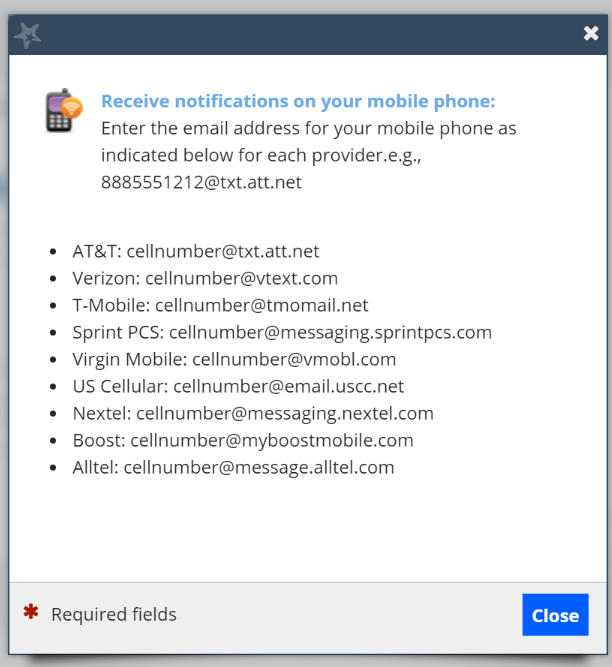 Receive notifications on your mobile phone:
Enter the email address for your mobile phone as
indicated below for each provider.e.g.,
8885551212@txt.att.net
• AT&T: cellnumber@txt.att.net
• Verizon: cellnumber@vtext.com
• T-Mobile: cellnumber@tmomail.net
• Sprint PCS: cellnumber@messaging.sprintpcs.com
• Virgin Mobile: cellnumber@vmobl.com
• US Cellular: cellnumber@email.uscc.net
• Nextel: cellnumber@messaging.nextel.com
• Boost: cellnumber@myboostmobile.com
• Alltel: cellnumber@message.alltel.com
* Required fields
Close